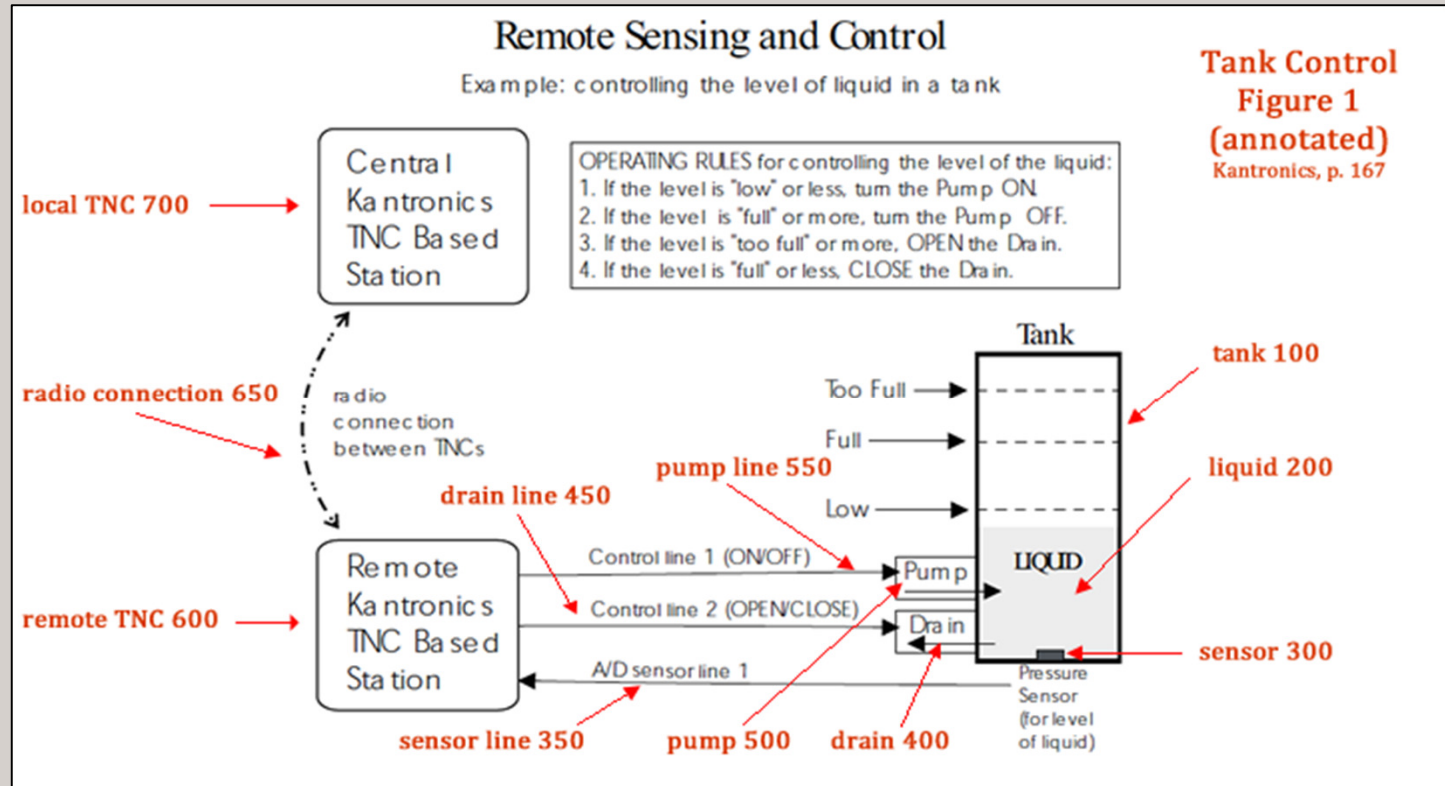 Remote Sensing and Control
Example: controlling the level of liquid in a tank
Tank Control
Figure 1
(annotated)
Kantronics, p. 167
local TNC 700
Central
Kantronics
TNC Based
Station
OPERATING RULES for controlling the level of the liquid:
1. If the level is "low" or less, turn the Pump ON.
2. If the level is "full" or more, turn the Pump OFF.
3. If the level is "too full" or more, OPEN the Drain.
4. If the level is "full" or less, CLOSE the Drain.
Tank
tank 100
Too Full
radio connection 650
radio
connection
between TNCs
Full
pump line 550
liquid 200
drain line 450
Low
Control line 1 (ON/OFF)
LIQUID
Remote
Kantronics
TNC Based
Station
Pump
remote TNC 600
Control line 2 (OPEN/CLOSE)
Drain
sensor 300
A/D sensor line 1
Pressure
Sensor
(for level
of liquid)
sensor line 350
pump 500
drain 400